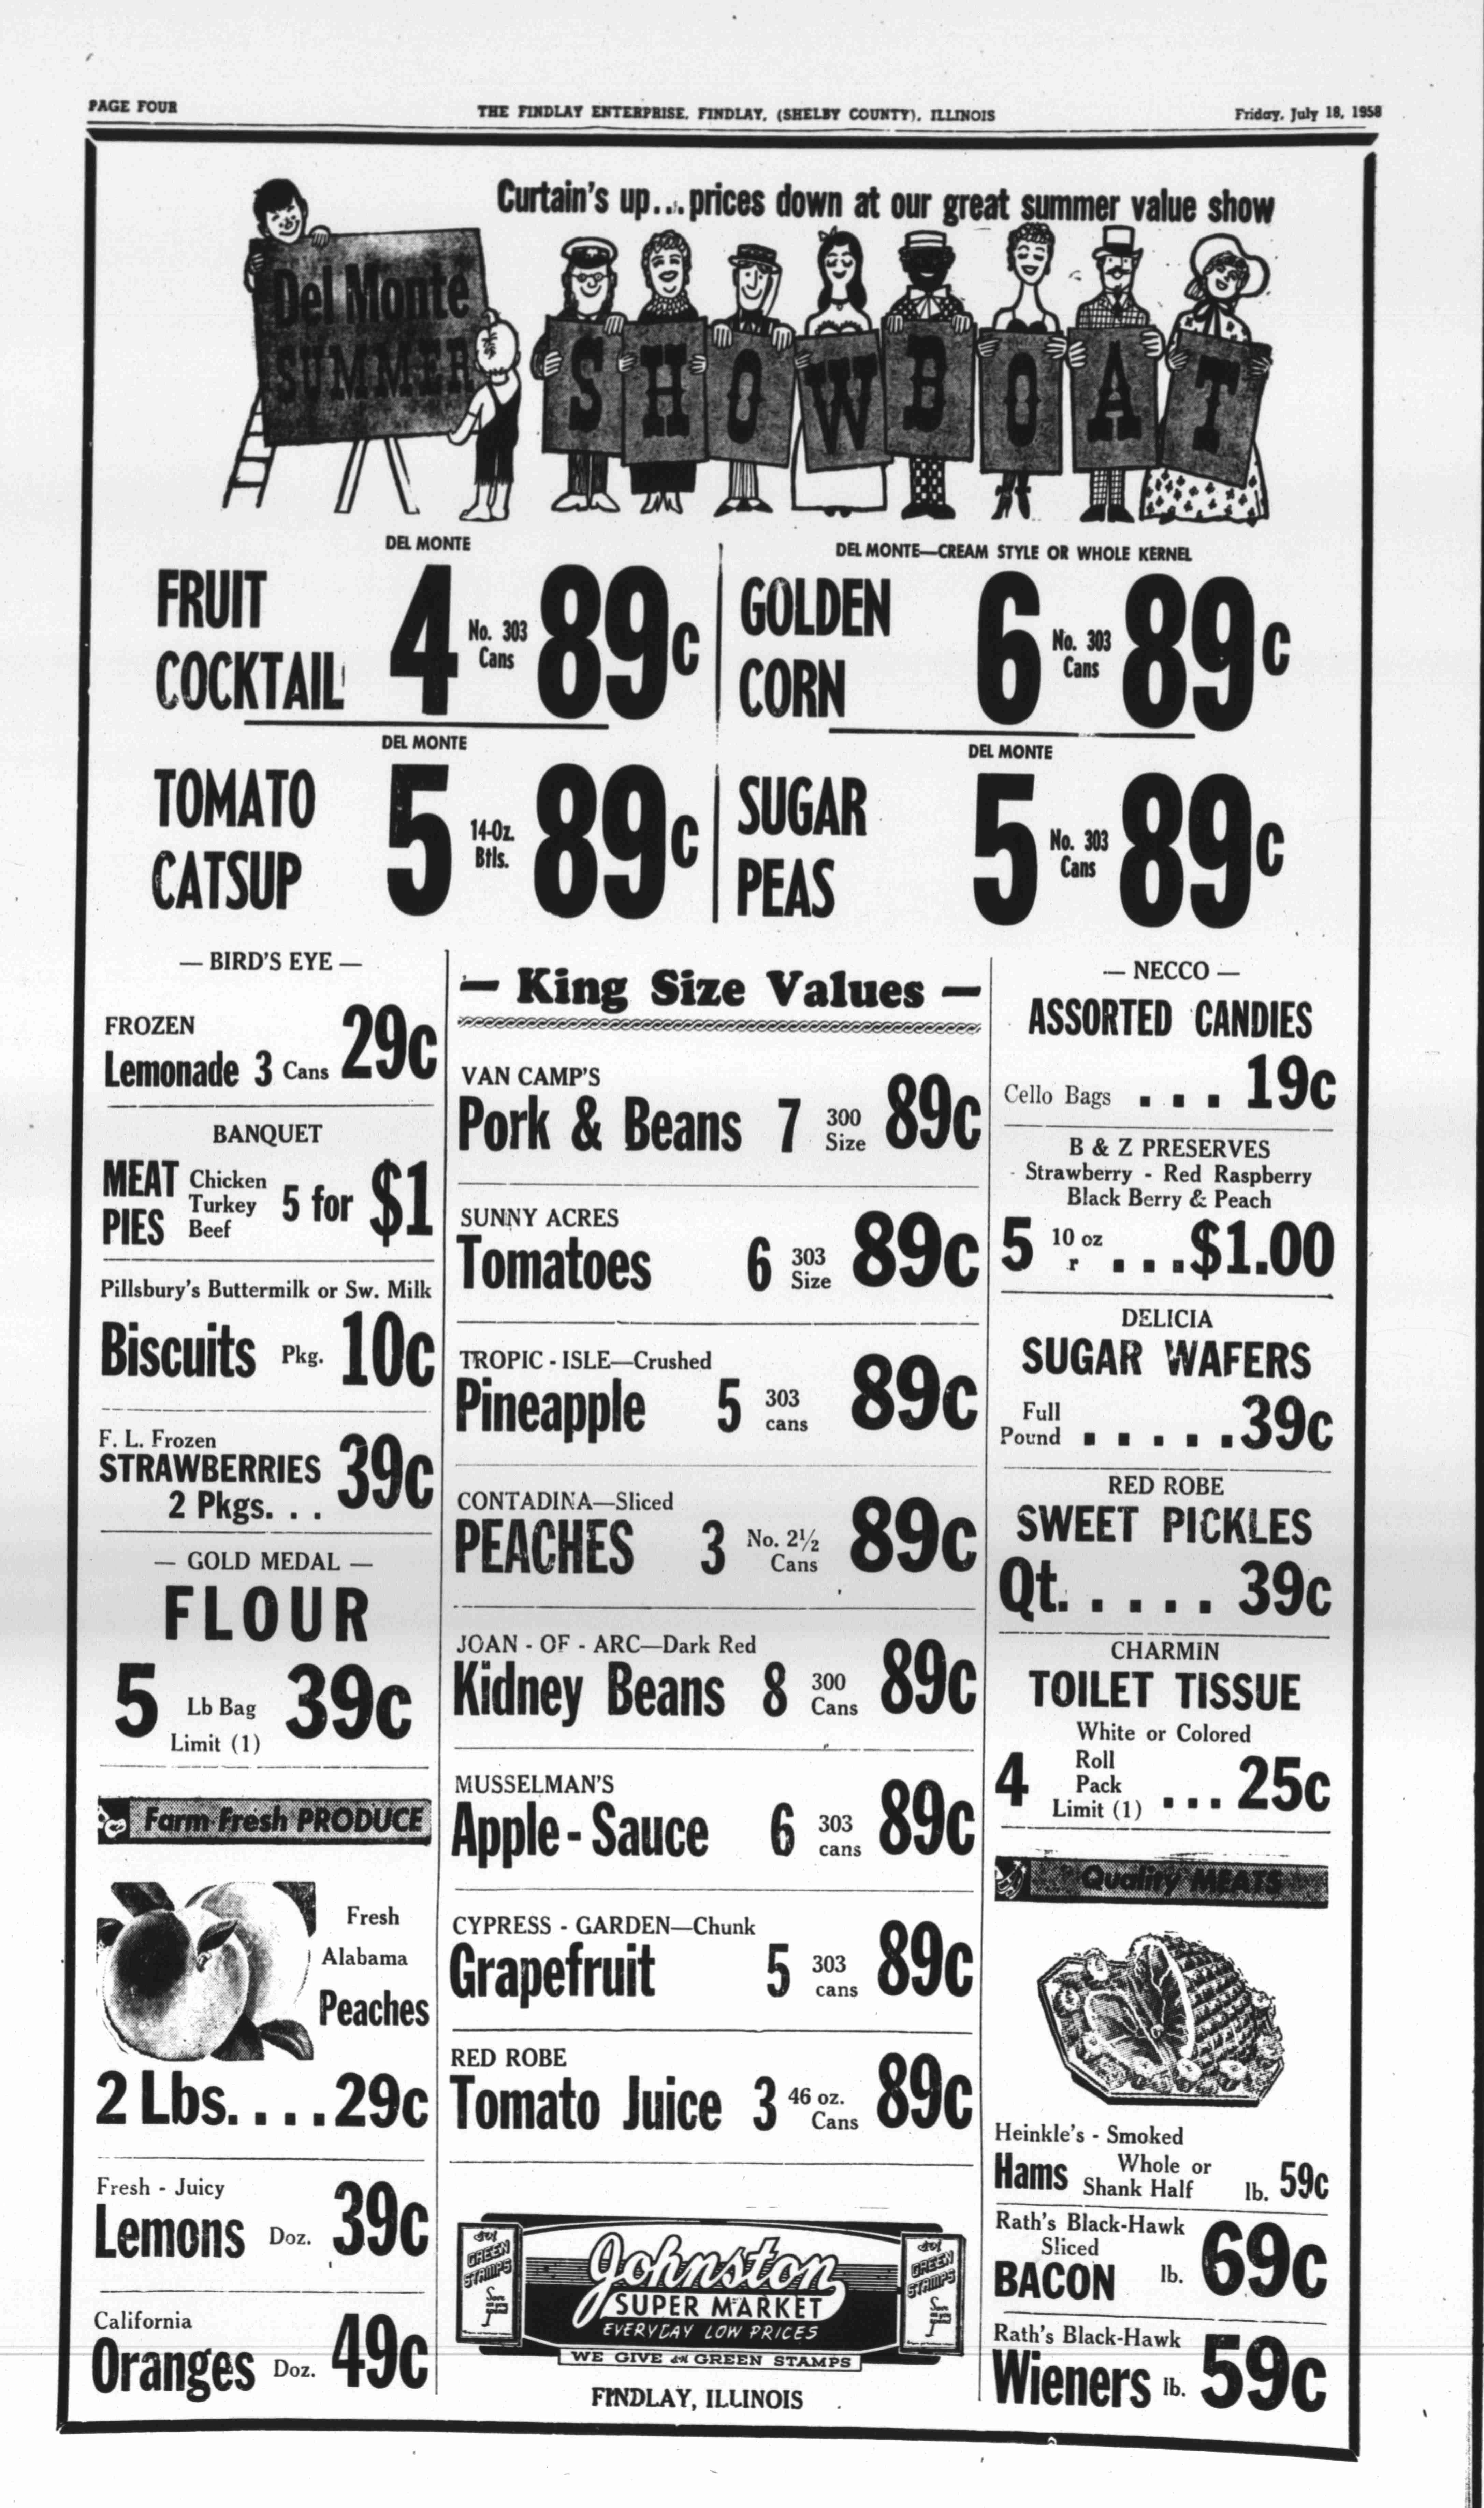 PAGE FOUR
THE FINDLAY ENTERPRISE, FINDLAY, (SHELBY COUNTY), ILLINOIS
Friday, July 18, 1958
Curtain's up... prices down at our great summer value show
Del Monte
SUMMER
SHOWBOAT
DEL MONTE
FRUIT
COCKTAIL
4 No. 303
Cans 89c
DEL MONTE—CREAM STYLE OR WHOLE KERNEL
GOLDEN
CORN
6 No. 303
Cans 89c
DEL MONTE
TOMATO
CATSUP
5 14-Oz.
Btls. 89c
DEL MONTE
SUGAR
PEAS
5 No. 303
Cans 89c
— BIRD'S EYE —
FROZEN
Lemonade 3 Cans 29c
BANQUET
MEAT
PIES
Chicken
Turkey
Beef
5 for $1
Pillsbury's Buttermilk or Sw. Milk
Biscuits Pkg. 10c
F. L. Frozen
STRAWBERRIES
2 Pkgs. . . 39c
— GOLD MEDAL —
FLOUR
5 Lb Bag 39c
Limit (1)
Farm Fresh PRODUCE
Fresh
Alabama
Peaches
2 Lbs. . . . . 29c
Fresh - Juicy
Lemons Doz. 39c
California
Oranges Doz. 49c
— King Size Values —
VAN CAMP'S
Pork & Beans 7 300
Size 89c
SUNNY ACRES
Tomatoes 6 303
Size 89c
TROPIC - ISLE—Crushed
Pineapple 5 303
cans 89c
CONTADINA—Sliced
PEACHES 3 No. 2½
Cans 89c
JOAN - OF - ARC—Dark Red
Kidney Beans 8 300
Cans 89c
MUSSELMAN'S
Apple - Sauce 6 303
cans 89c
CYPRESS - GARDEN—Chunk
Grapefruit 5 303
cans 89c
RED ROBE
Tomato Juice 3 46 oz.
Cans 89c
S&H
GREEN
STAMPS
Johnston
SUPER MARKET
EVERYDAY LOW PRICES
S&H
GREEN
STAMPS
WE GIVE S&H GREEN STAMPS
FINDLAY, ILLINOIS
— NECCO —
ASSORTED CANDIES
Cello Bags . . . 19c
B & Z PRESERVES
Strawberry - Red Raspberry
Black Berry & Peach
5 10 oz
r . . . $1.00
DELICIA
SUGAR WAFERS
Full
Pound . . . . . 39c
RED ROBE
SWEET PICKLES
Qt. . . . . . 39c
CHARMIN
TOILET TISSUE
White or Colored
4 Roll
Pack . . . 25c
Limit (1)
Quality MEATS
Heinkle's - Smoked
Hams Whole or
Shank Half lb. 59c
Rath's Black-Hawk
Sliced
BACON lb. 69c
Rath's Black-Hawk
Wieners lb. 59c